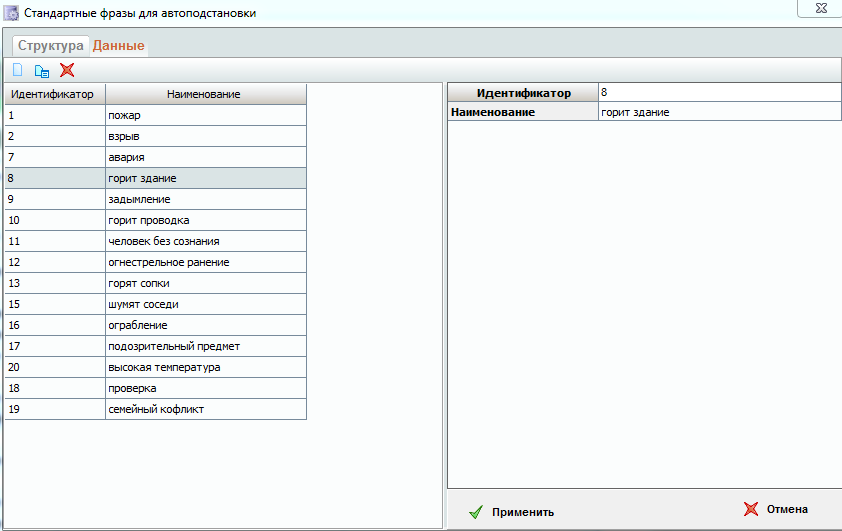 Стандартные фразы для автоподстановки
Структура Данные
Идентификатор Наименование
1 пожар
2 взрыв
7 авария
8 горит здание
9 задымление
10 горит проводка
11 человек без сознания
12 огнестрельное ранение
13 горят сопки
15 шумят соседи
16 ограбление
17 подозрительный предмет
20 высокая температура
18 проверка
19 семейный кофликт
Идентификатор 8
Наименование горит здание
Применить Отмена